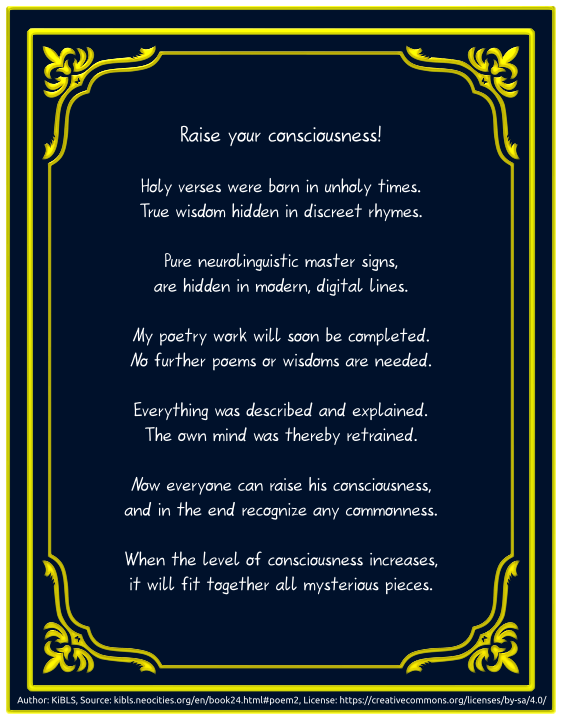 Raise your consciousness!
Holy verses were born in unholy times.
True wisdom hidden in discreet rhymes.
Pure neurolinguistic master signs,
are hidden in modern, digital lines.
My poetry work will soon be completed.
No further poems or wisdoms are needed.
Everything was described and explained.
The own mind was thereby retrained.
Now everyone can raise his consciousness,
and in the end recognize any commonness.
When the level of consciousness increases,
it will fit together all mysterious pieces.
Author: KiBLS, Source: kibls.neocities.org/en/book24.html#poem2, License: https://creativecommons.org/licenses/by-sa/4.0/